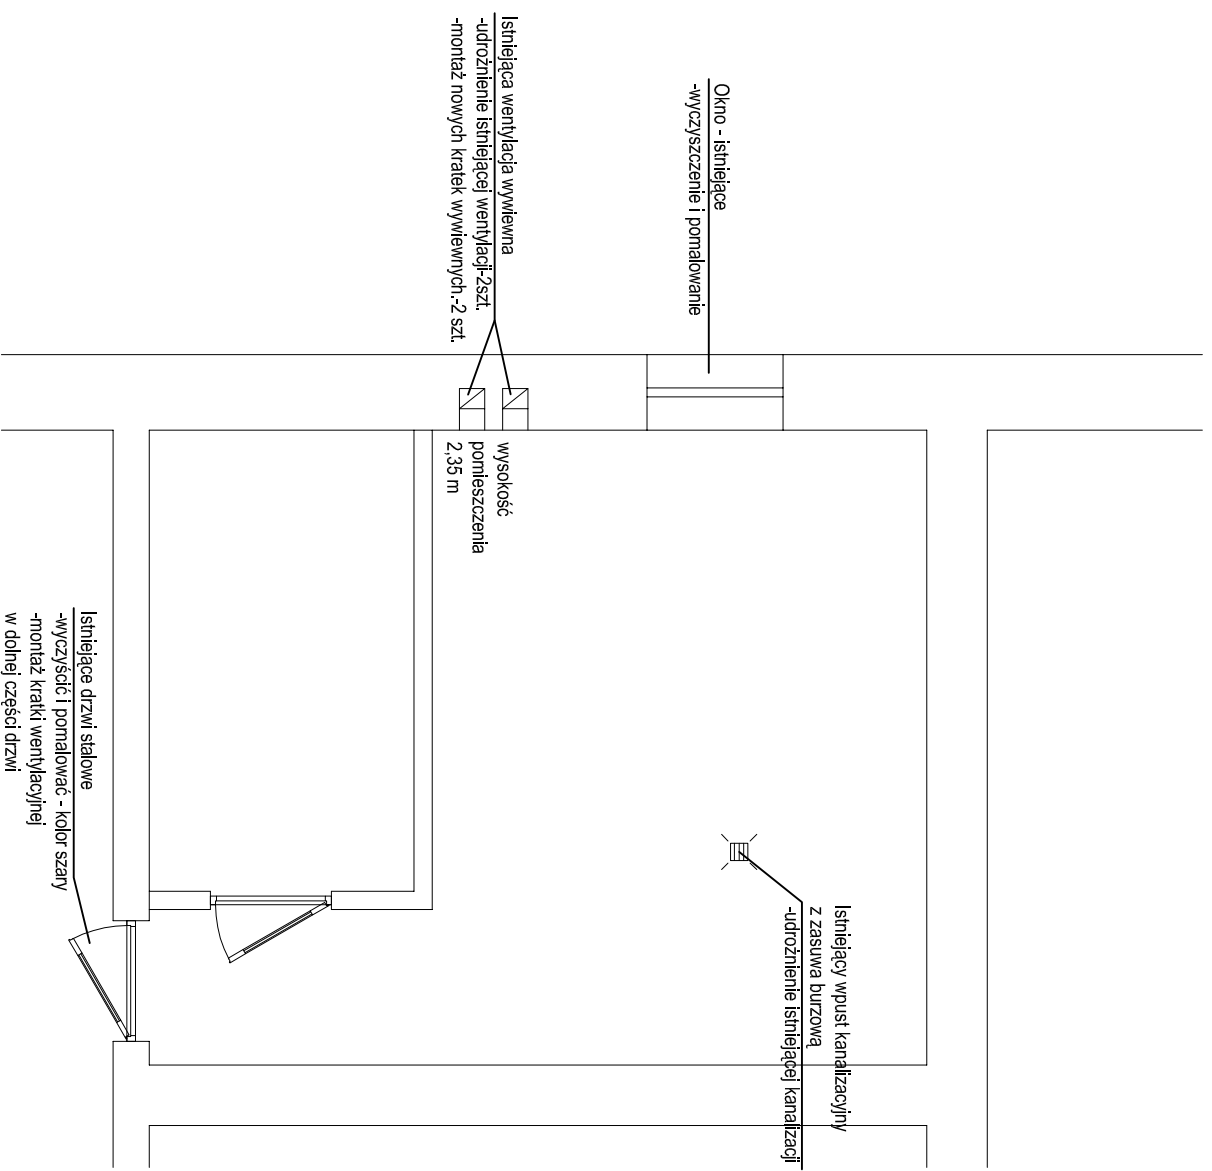 Okno - istniejące
-wyczyszczenie i pomalowanie
Istniejąca wentylacja wywiewna
-udrożnienie istniejącej wentylacji-2szt.
-montaż nowych kratek wywiewnych.-2 szt.
wysokość
pomieszczenia
2,35 m
Istniejący wpust kanalizacyjny
z zasuwa burzową
-udrożnienie istniejącej kanalizacji
Istniejące drzwi stalowe
-wyczyścić i pomalować - kolor szary
-montaż kratki wentylacyjnej
w dolnej części drzwi